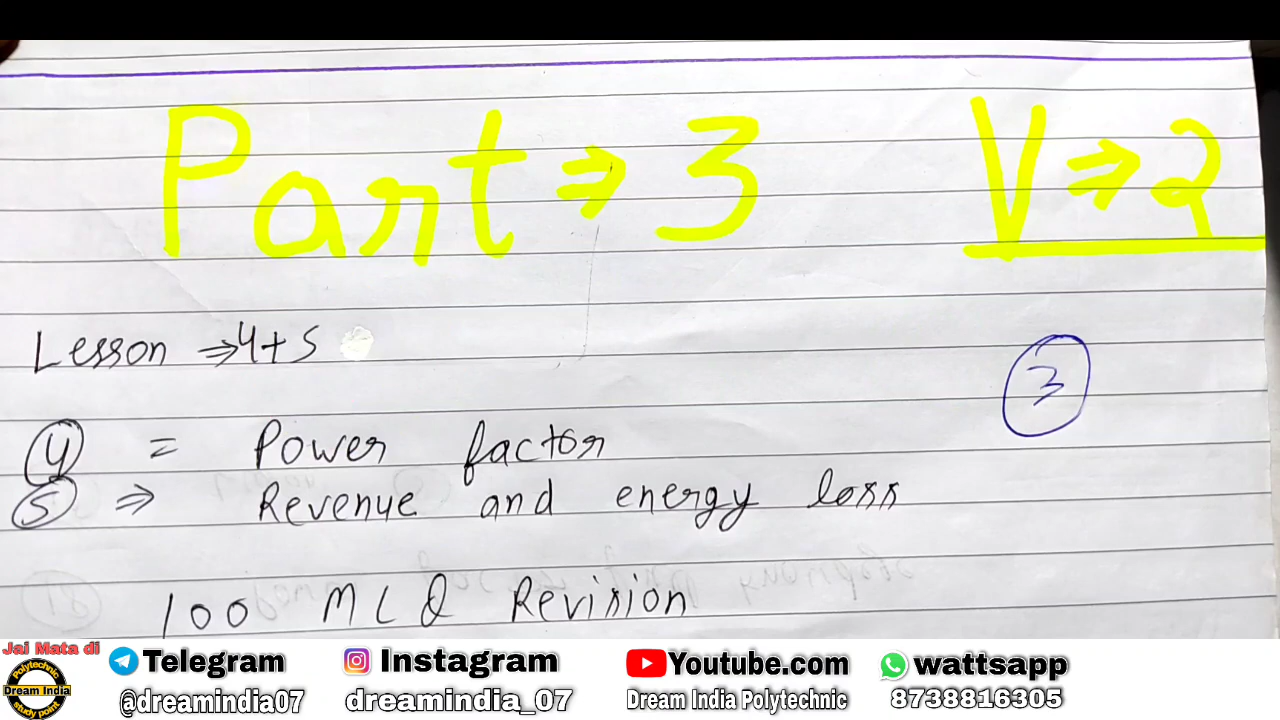 Part ⇒ 3 V ⇒ 2
Lesson ⇒ 4+5
3
4 = Power factor
5 ⇒ Revenue and energy loss
100 MCQ Revision
Jai Mata di
Polytechnic
Dream India
study point
Telegram
@dreamindia07
Instagram
dreamindia_07
Youtube.com
Dream India Polytechnic
wattsapp
8738816305